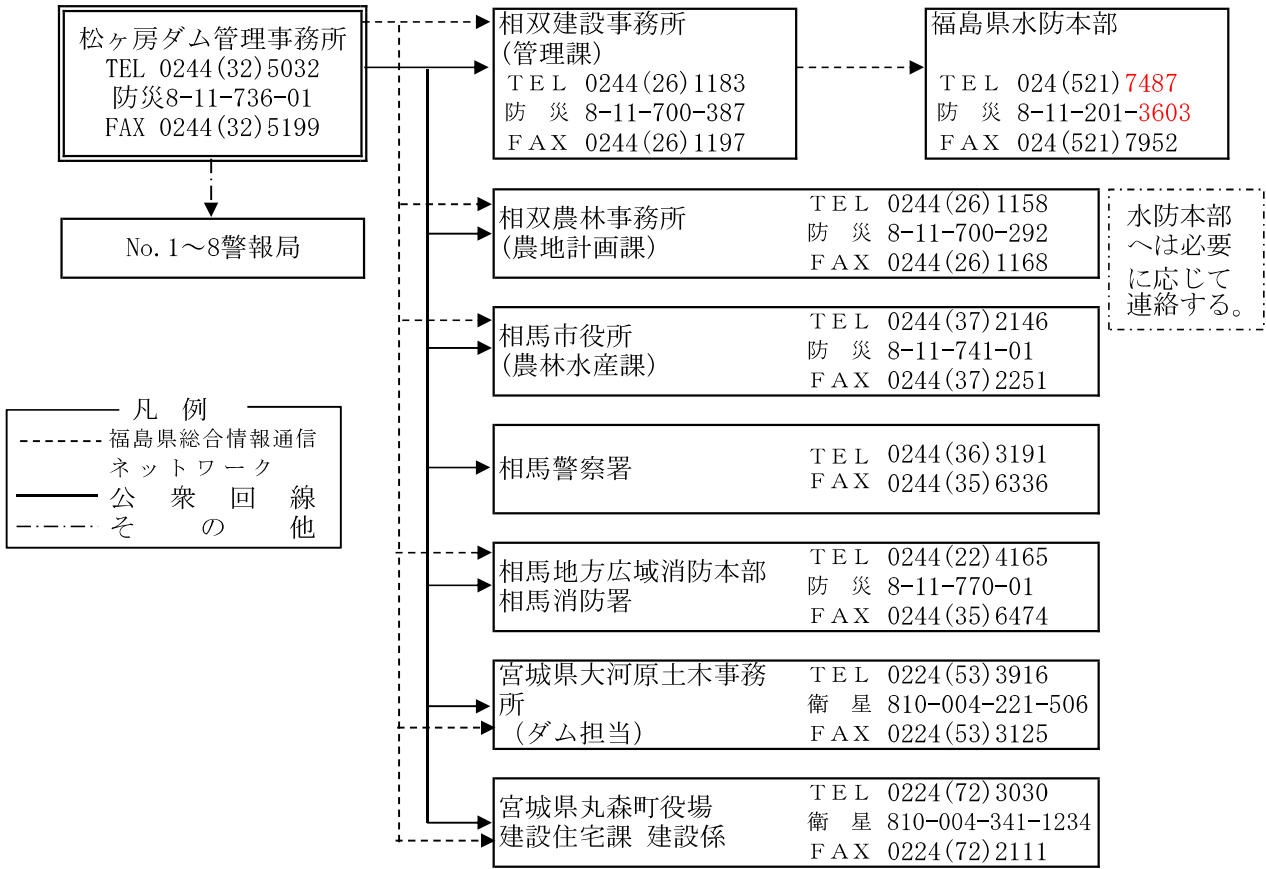 松ヶ房ダム管理事務所
TEL 0244(32)5032
防災8-11-736-01
FAX 0244(32)5199
No.1～8警報局
相双建設事務所
(管理課)
ＴＥＬ 0244(26)1183
防　災 8-11-700-387
ＦＡＸ 0244(26)1197
福島県水防本部
ＴＥＬ 024(521)7487
防　災 8-11-201-3603
ＦＡＸ 024(521)7952
相双農林事務所
(農地計画課)
ＴＥＬ 0244(26)1158
防　災 8-11-700-292
ＦＡＸ 0244(26)1168
水防本部
へは必要
に応じて
連絡する。
相馬市役所
(農林水産課)
ＴＥＬ 0244(37)2146
防　災 8-11-741-01
ＦＡＸ 0244(37)2251
相馬警察署
ＴＥＬ 0244(36)3191
ＦＡＸ 0244(35)6336
相馬地方広域消防本部
相馬消防署
ＴＥＬ 0244(22)4165
防　災 8-11-770-01
ＦＡＸ 0244(35)6474
宮城県大河原土木事務
所
（ダム担当）
ＴＥＬ 0224(53)3916
衛　星 810-004-221-506
ＦＡＸ 0224(53)3125
宮城県丸森町役場
建設住宅課 建設係
ＴＥＬ 0224(72)3030
衛　星 810-004-341-1234
ＦＡＸ 0224(72)2111
凡　例
福島県総合情報通信
ネットワーク
公　衆　回　線
そ　の　他